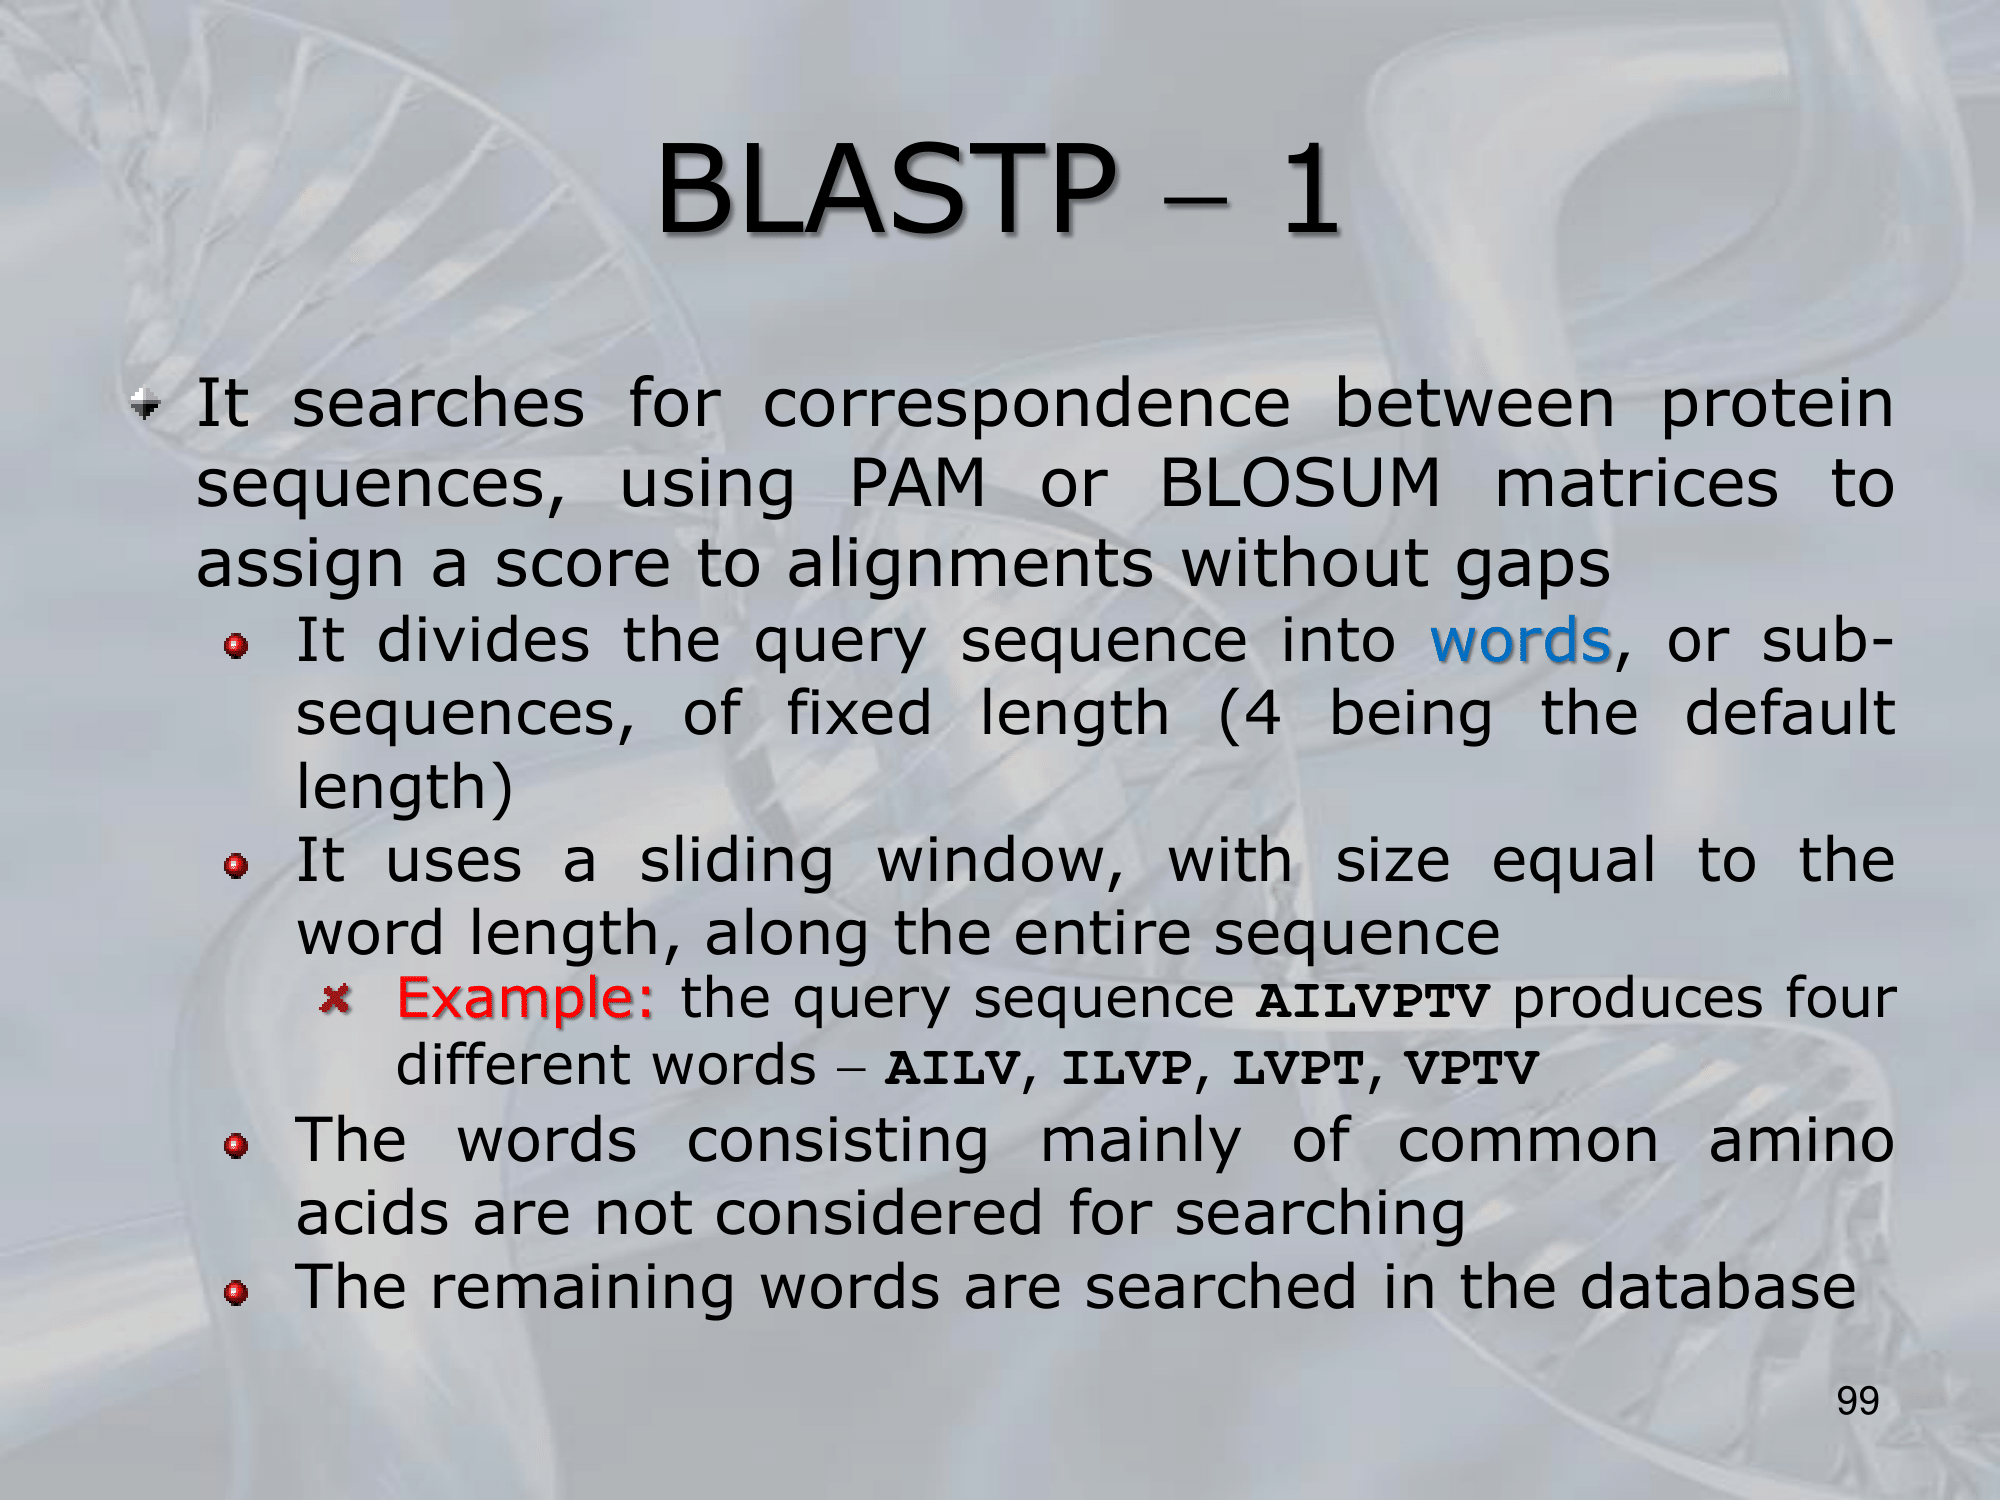 BLASTP – 1
It searches for correspondence between protein
sequences, using PAM or BLOSUM matrices to
assign a score to alignments without gaps
It divides the query sequence into words, or sub-
sequences, of fixed length (4 being the default
length)
It uses a sliding window, with size equal to the
word length, along the entire sequence
Example: the query sequence AILVPTV produces four
different words – AILV, ILVP, LVPT, VPTV
The words consisting mainly of common amino
acids are not considered for searching
The remaining words are searched in the database
99